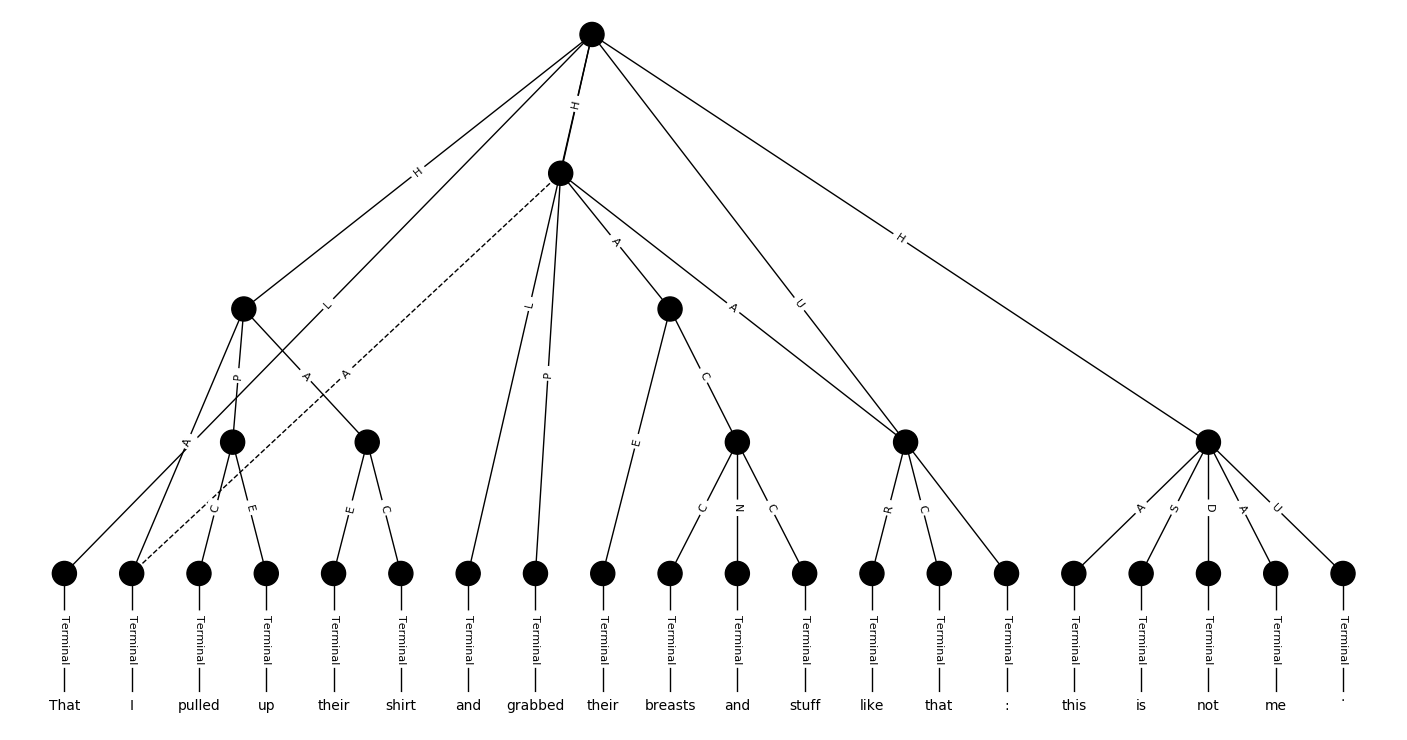 H
H
H
A
L
A
L
A
U
P
A
A
P
C
A
E
C
E
E
C
C
N
C
R
C
A
S
D
A
U
Terminal Terminal Terminal Terminal Terminal Terminal Terminal Terminal Terminal Terminal Terminal Terminal Terminal Terminal Terminal Terminal Terminal Terminal Terminal Terminal
That I pulled up their shirt and grabbed their breasts and stuff like that : this is not me .